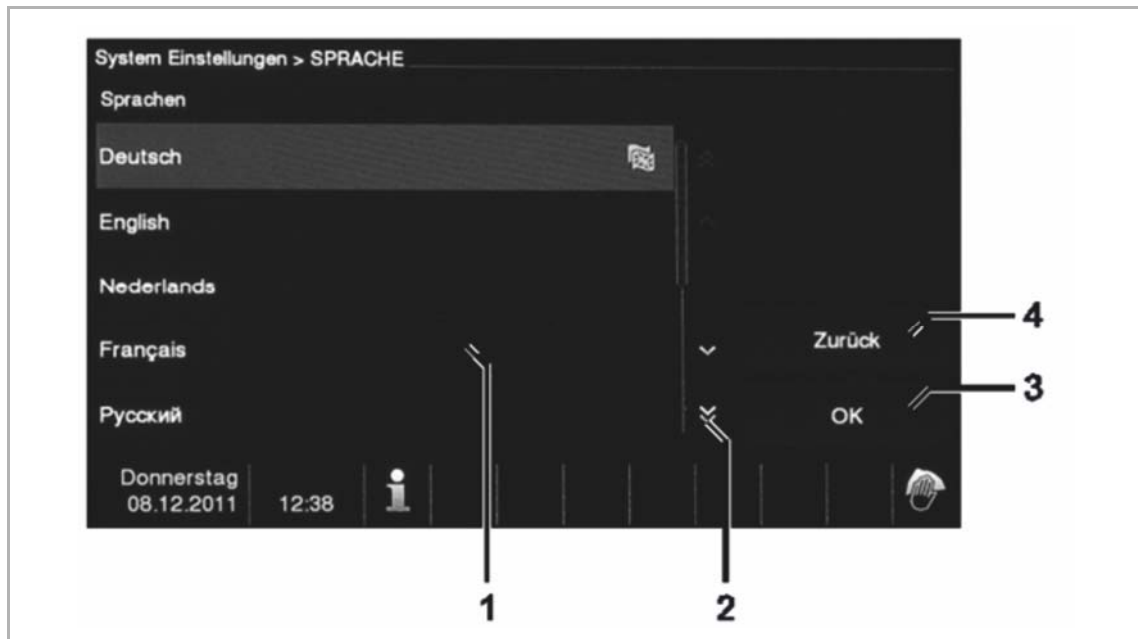 System Einstellungen > SPRACHE
Sprachen
Deutsch
English
Nederlands
Français
Русский
Zurück
OK
Donnerstag
08.12.2011
12:38
i
1
2
3
4